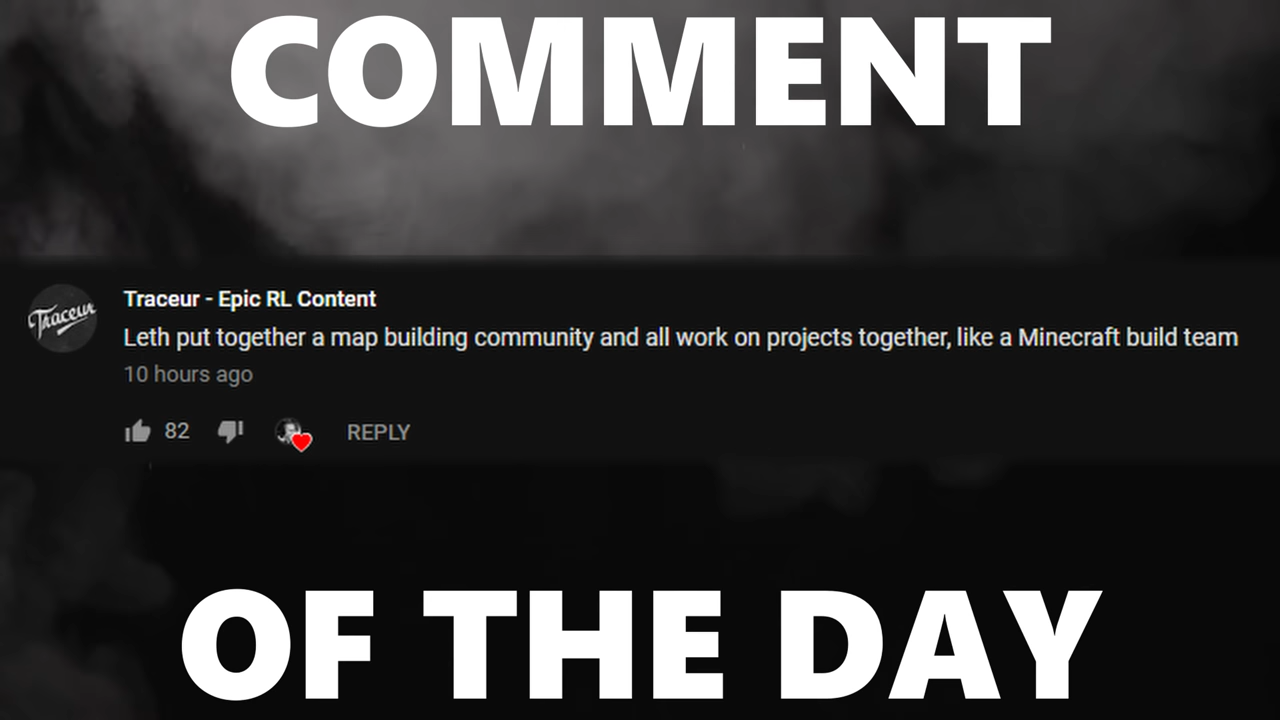 COMMENT
Traceur
Traceur - Epic RL Content
Leth put together a map building community and all work on projects together, like a Minecraft build team
10 hours ago
82
REPLY
OF THE DAY